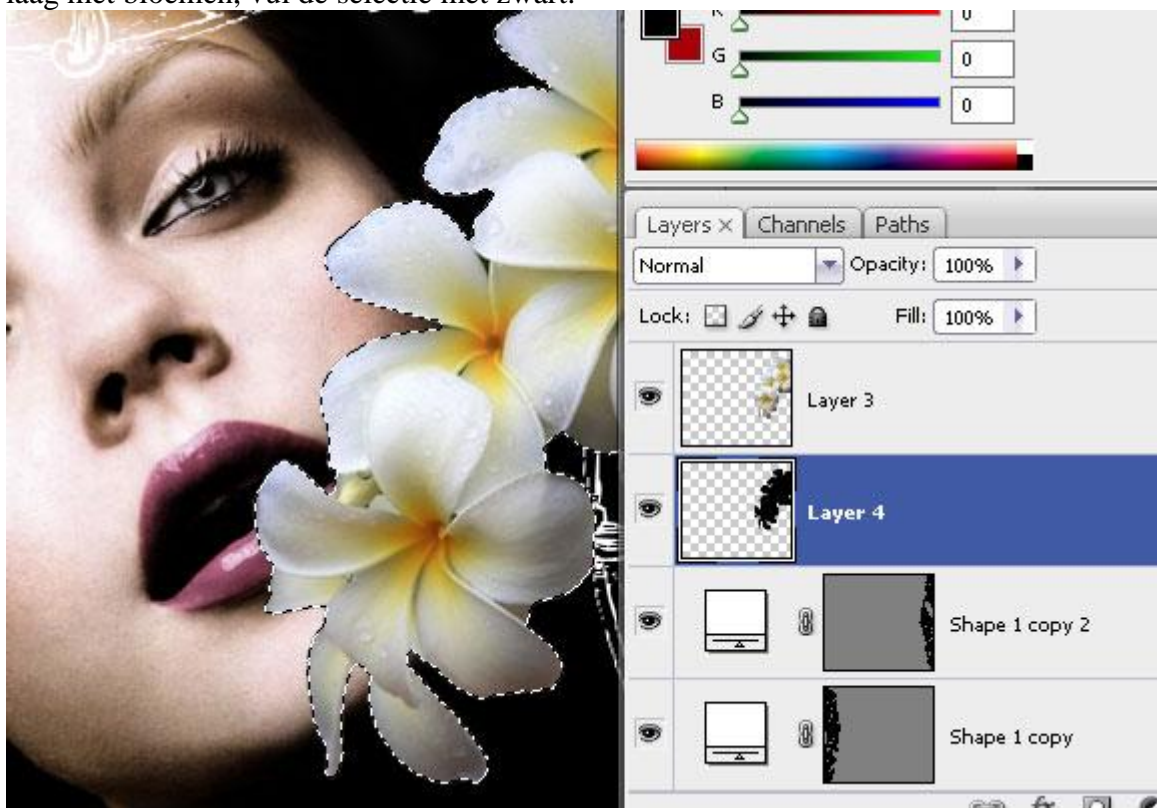 laag met bloemen, vul de selectie met zwart.
R 0
G 0
B 0
Layers × Channels Paths
Normal Opacity: 100%
Lock: Fill: 100%
Layer 3
Layer 4
Shape 1 copy 2
Shape 1 copy
fx